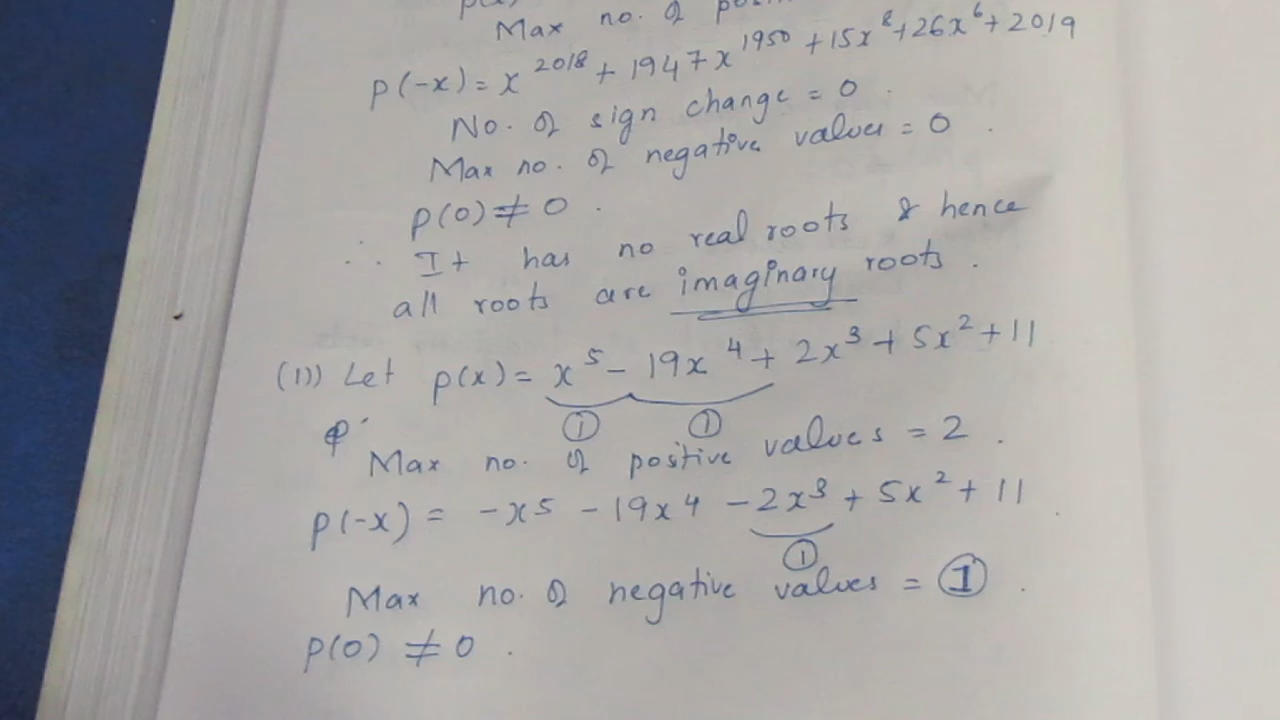 Max no. of
p(-x) = x^2018 + 1947x^1950 + 15x^8 + 26x^6 + 2019
No. of sign change = 0.
Max no. of negative values = 0.
p(0) ≠ 0.
∴ It has no real roots & hence
all roots are imaginary roots.
(ii) Let p(x) = x^5 - 19x^4 + 2x^3 + 5x^2 + 11
① ①
Max no. of positive values = 2.
p(-x) = -x^5 - 19x^4 - 2x^3 + 5x^2 + 11.
①
Max no. of negative values = ①.
p(0) ≠ 0.